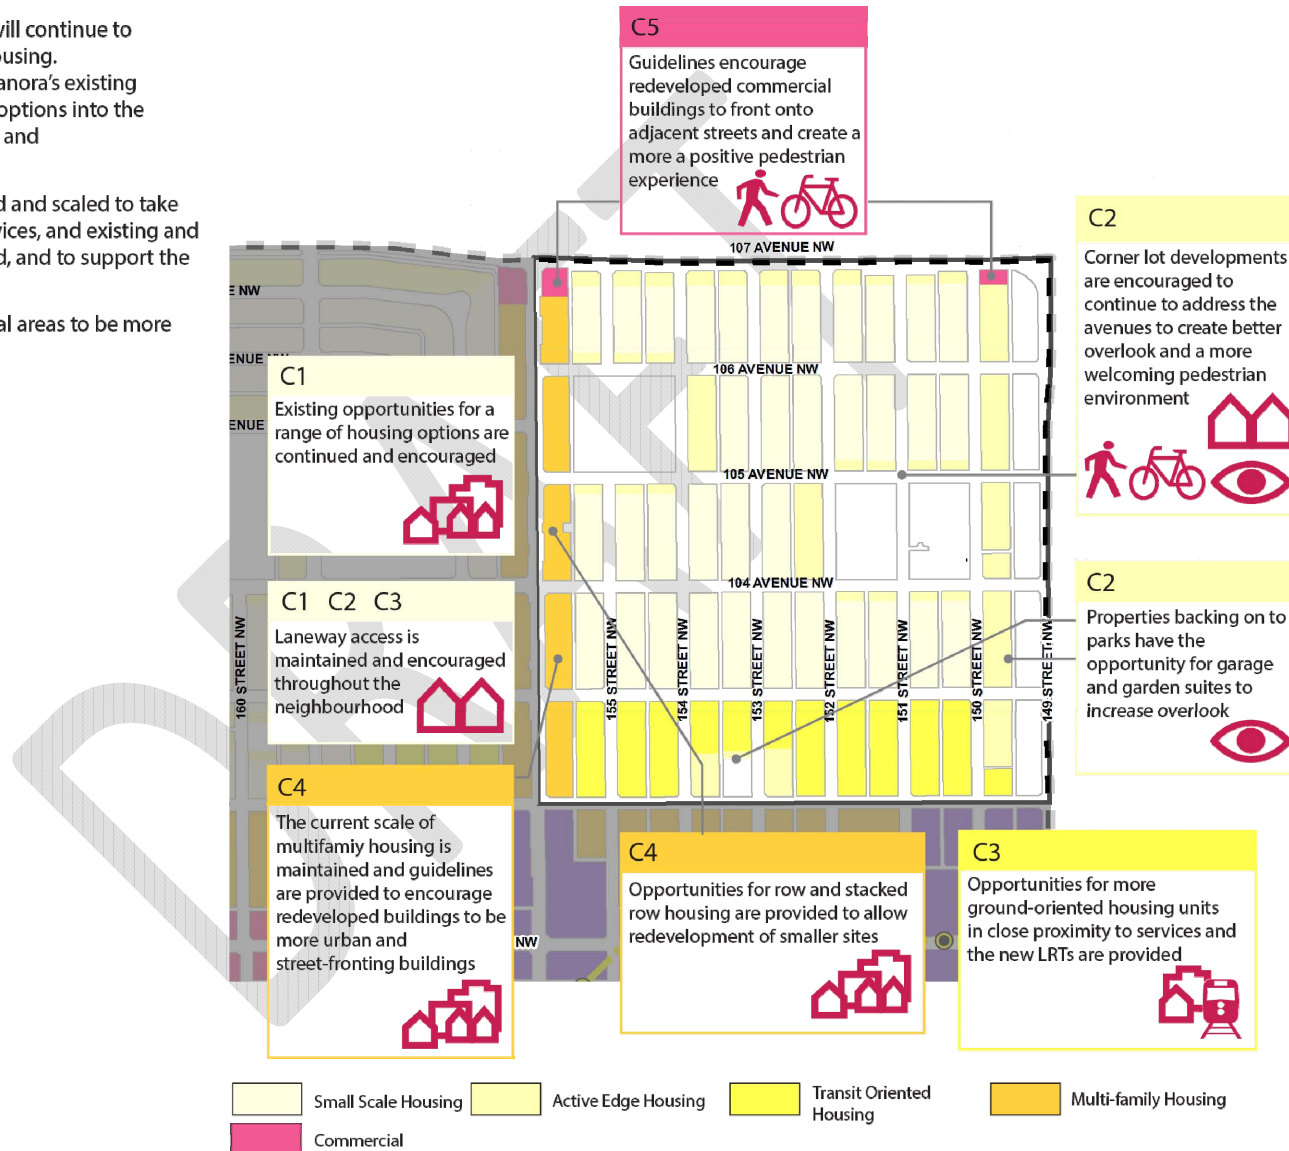 will continue to
ousing.
anora's existing
options into the
and
d and scaled to take
vices, and existing and
d, and to support the
al areas to be more
C5
Guidelines encourage
redeveloped commercial
buildings to front onto
adjacent streets and create a
more a positive pedestrian
experience
C2
Corner lot developments
are encouraged to
continue to address the
avenues to create better
overlook and a more
welcoming pedestrian
environment
107 AVENUE NW
E NW
ENUE NW
ENUE
106 AVENUE NW
105 AVENUE NW
104 AVENUE NW
C1
Existing opportunities for a
range of housing options are
continued and encouraged
C1 C2 C3
Laneway access is
maintained and encouraged
throughout the
neighbourhood
C2
Properties backing on to
parks have the
opportunity for garage
and garden suites to
increase overlook
160 STREET NW
155 STREET NW
154 STREET NW
153 STREET NW
152 STREET NW
151 STREET NW
150 STREET NW
149 STREET NW
C4
The current scale of
multifamiy housing is
maintained and guidelines
are provided to encourage
redeveloped buildings to be
more urban and
street-fronting buildings
NW
C4
Opportunities for row and stacked
row housing are provided to allow
redevelopment of smaller sites
C3
Opportunities for more
ground-oriented housing units
in close proximity to services and
the new LRTs are provided
Small Scale Housing
Active Edge Housing
Transit Oriented
Housing
Multi-family Housing
Commercial
DRAFT